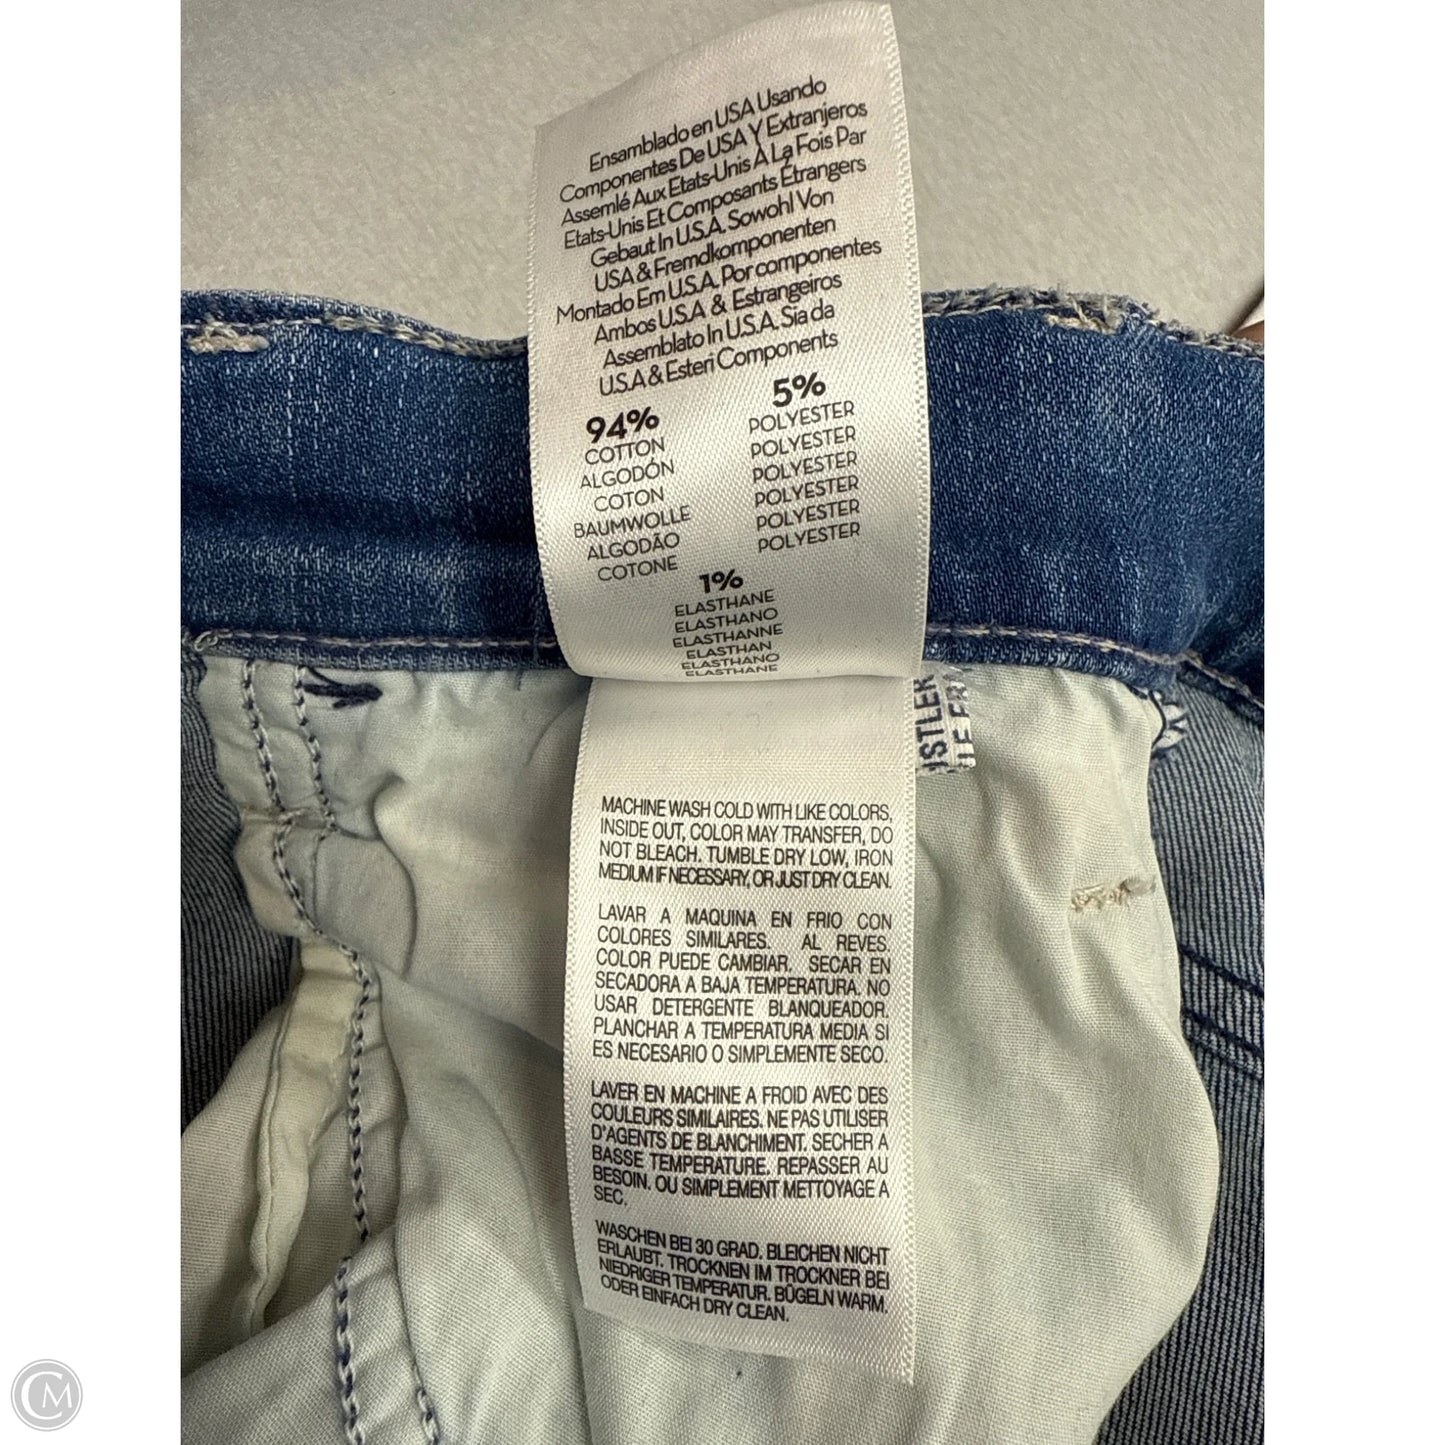 Ensamblado en USA Usando
Componentes De USA Y Extranjeros
Assemlé Aux Etats-Unis À La Fois Par
Etats-Unis Et Composants Étrangers
Gebaut In U.S.A. Sowohl Von
USA & Fremdkomponenten
Montado Em U.S.A. Por componentes
Ambos U.S.A & Estrangeiros
Assemblato In U.S.A. Sia da
U.S.A & Esteri Components
94%
COTTON
ALGODÓN
COTON
BAUMWOLLE
ALGODÃO
COTONE
5%
POLYESTER
POLYESTER
POLYESTER
POLYESTER
POLYESTER
POLYESTER
1%
ELASTHANE
ELASTHANO
ELASTHANNE
ELASTHAN
ELASTHANO
ELASTHANE
MACHINE WASH COLD WITH LIKE COLORS,
INSIDE OUT, COLOR MAY TRANSFER, DO
NOT BLEACH. TUMBLE DRY LOW, IRON
MEDIUM IF NECESSARY, OR JUST DRY CLEAN.
LAVAR A MAQUINA EN FRIO CON
COLORES SIMILARES. AL REVES.
COLOR PUEDE CAMBIAR. SECAR EN
SECADORA A BAJA TEMPERATURA. NO
USAR DETERGENTE BLANQUEADOR.
PLANCHAR A TEMPERATURA MEDIA SI
ES NECESARIO O SIMPLEMENTE SECO.
LAVER EN MACHINE A FROID AVEC DES
COULEURS SIMILAIRES. NE PAS UTILISER
D'AGENTS DE BLANCHIMENT. SECHER A
BASSE TEMPERATURE. REPASSER AU
BESOIN. OU SIMPLEMENT METTOYAGE A
SEC.
WASCHEN BEI 30 GRAD. BLEICHEN NICHT
ERLAUBT. TROCKNEN IM TROCKNER BEI
NIEDRIGER TEMPERATUR. BÜGELN WARM.
ODER EINFACH DRY CLEAN.
CM